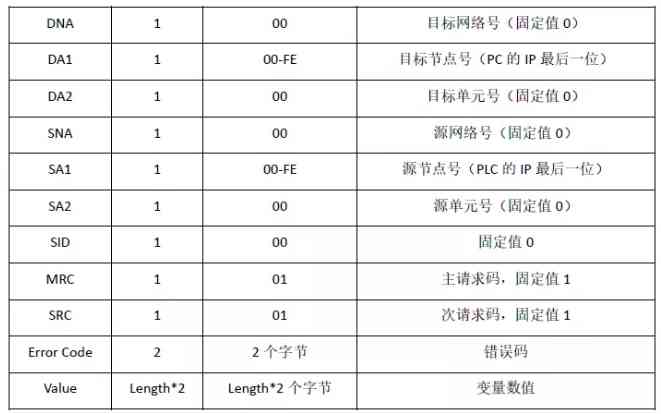 DNA 1 00 目标网络号（固定值 0）
DA1 1 00-FE 目标节点号（PC 的 IP 最后一位）
DA2 1 00 目标单元号（固定值 0）
SNA 1 00 源网络号（固定值 0）
SA1 1 00-FE 源节点号（PLC 的 IP 最后一位）
SA2 1 00 源单元号（固定值 0）
SID 1 00 固定值 0
MRC 1 01 主请求码，固定值 1
SRC 1 01 次请求码，固定值 1
Error Code 2 2 个字节 错误码
Value Length*2 Length*2 个字节 变量数值